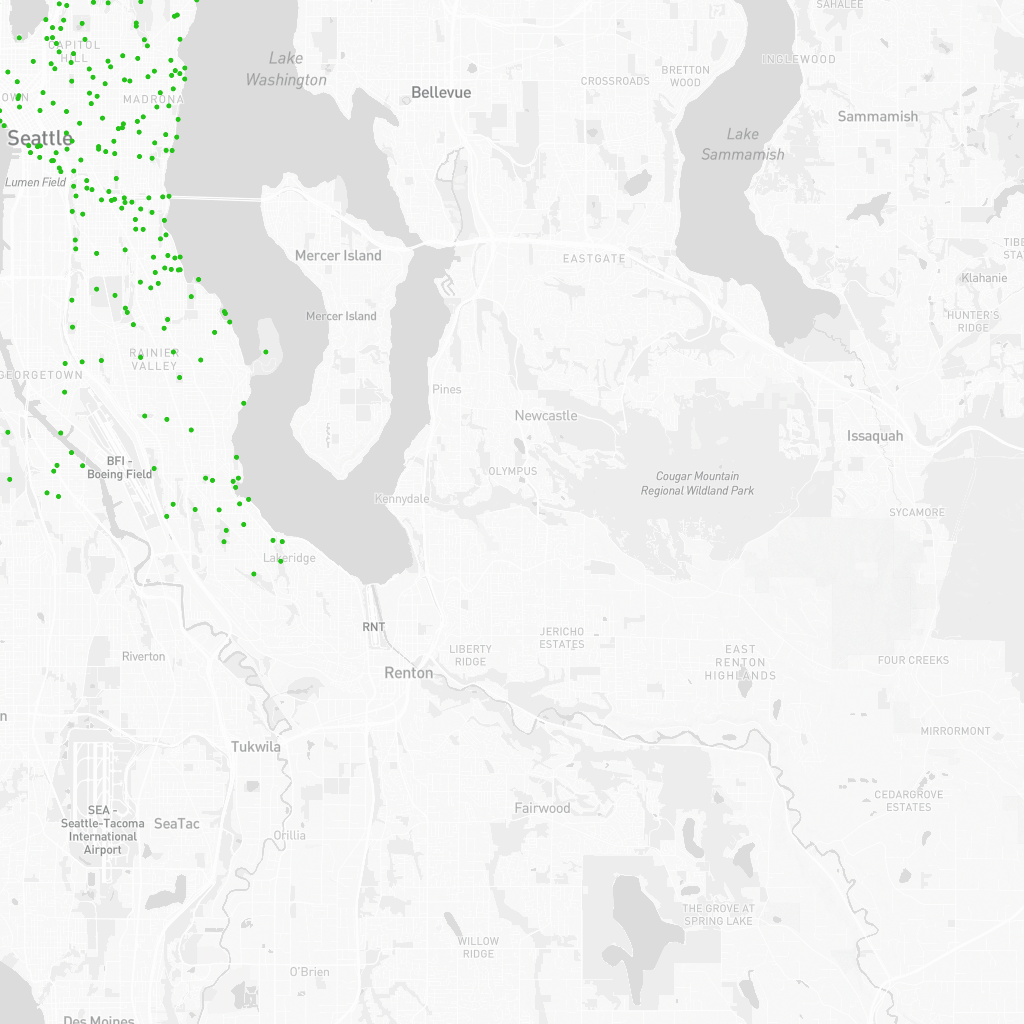 SAHALEE
CAPITOL
HILL
Lake
Washington
INGLEWOOD
BRETTON
WOOD
CROSSROADS
Bellevue
OWN
MADRONA
Sammamish
Seattle
Lake
Sammamish
Lumen Field
Mercer Island
EASTGATE
TIBE
STA
Klahanie
Mercer Island
HUNTER'S
RIDGE
RAINIER
VALLEY
GEORGETOWN
Pines
Newcastle
Issaquah
BFI -
Boeing Field
OLYMPUS
Cougar Mountain
Regional Wildland Park
Kennydale
SYCAMORE
Lakeridge
RNT
JERICHO
ESTATES
LIBERTY
RIDGE
Riverton
EAST
RENTON
HIGHLANDS
FOUR CREEKS
Renton
n
MIRRORMONT
Tukwila
CEDARGROVE
ESTATES
SEA -
Seattle-Tacoma
International
Airport
SeaTac
Fairwood
Orillia
THE GROVE AT
SPRING LAKE
WILLOW
RIDGE
O'Brien
Des Moines